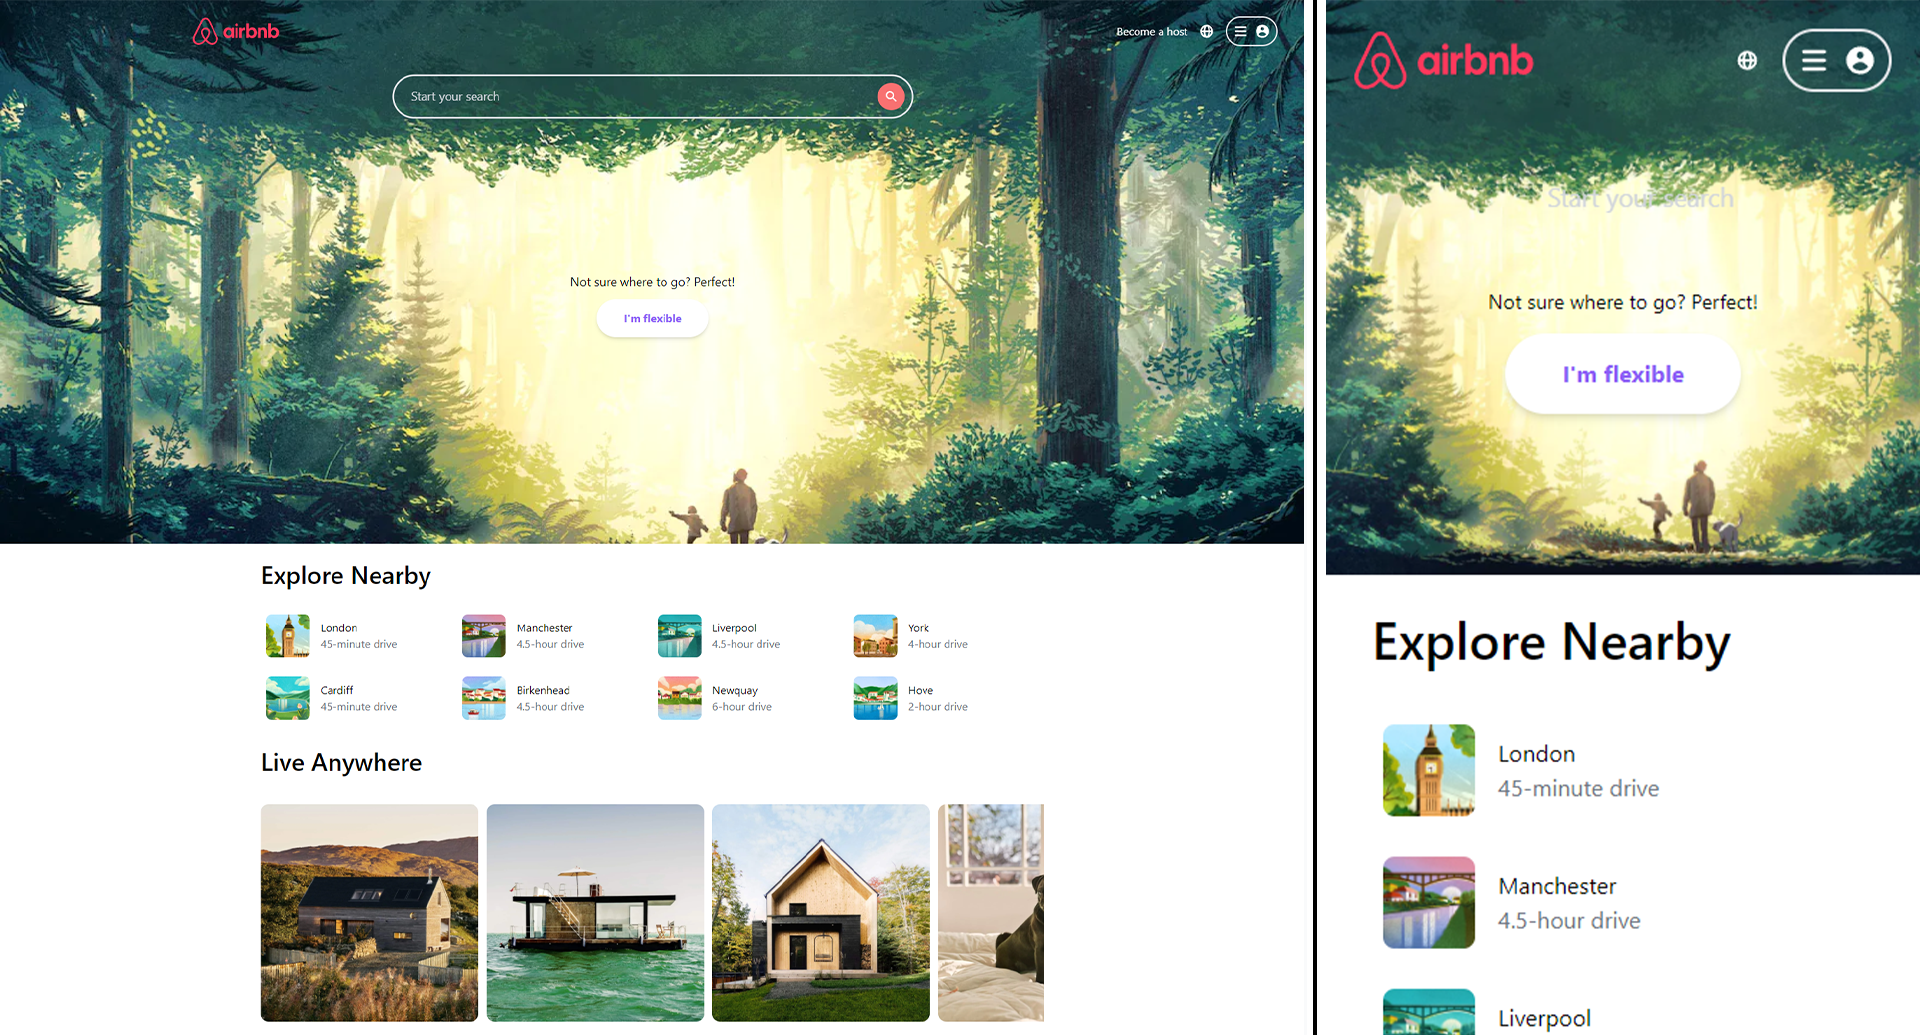 airbnb
Become a host
Start your search
Not sure where to go? Perfect!
I'm flexible
Explore Nearby
London
45-minute drive
Manchester
4.5-hour drive
Liverpool
4.5-hour drive
York
4-hour drive
Cardiff
45-minute drive
Birkenhead
4.5-hour drive
Newquay
6-hour drive
Hove
2-hour drive
Live Anywhere
airbnb
Start your search
Not sure where to go? Perfect!
I'm flexible
Explore Nearby
London
45-minute drive
Manchester
4.5-hour drive
Liverpool